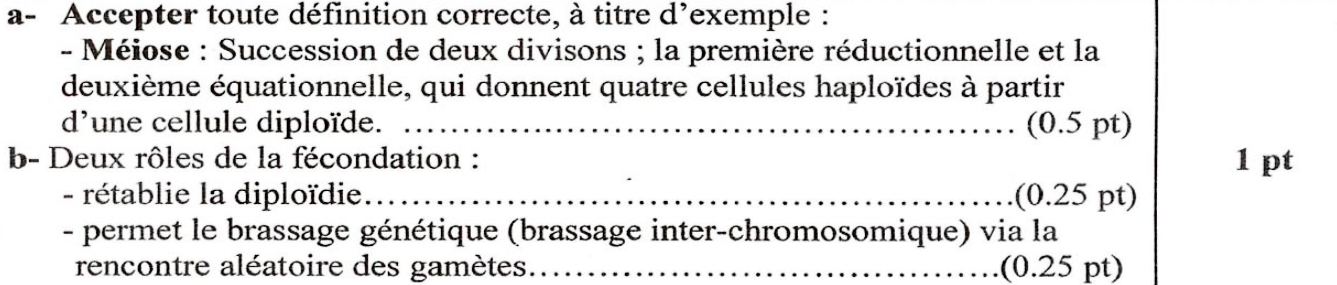 a- Accepter toute définition correcte, à titre d’exemple :
- Méiose : Succession de deux divisons ; la première réductionnelle et la
deuxième équationnelle, qui donnent quatre cellules haploïdes à partir
d’une cellule diploïde. ........................................................... (0.5 pt)
b- Deux rôles de la fécondation :
1 pt
- rétablie la diploïdie...............................................................(0.25 pt)
- permet le brassage génétique (brassage inter-chromosomique) via la
rencontre aléatoire des gamètes.............................................(0.25 pt)